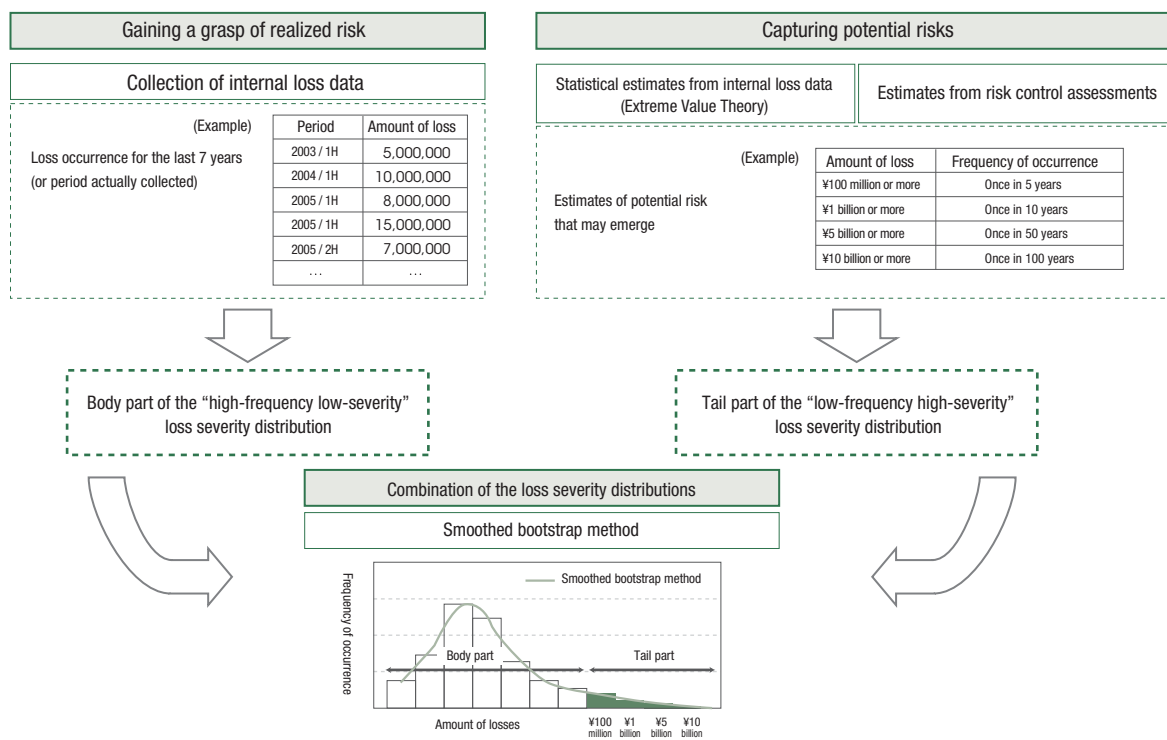 Gaining a grasp of realized risk
Collection of internal loss data
(Example)
Loss occurrence for the last 7 years
(or period actually collected)
Period Amount of loss
2003 / 1H 5,000,000
2004 / 1H 10,000,000
2005 / 1H 8,000,000
2005 / 1H 15,000,000
2005 / 2H 7,000,000
... ...
Body part of the “high-frequency low-severity”
loss severity distribution
Capturing potential risks
Statistical estimates from internal loss data
(Extreme Value Theory)
Estimates from risk control assessments
(Example)
Estimates of potential risk
that may emerge
Amount of loss Frequency of occurrence
¥100 million or more Once in 5 years
¥1 billion or more Once in 10 years
¥5 billion or more Once in 50 years
¥10 billion or more Once in 100 years
Tail part of the “low-frequency high-severity”
loss severity distribution
Combination of the loss severity distributions
Smoothed bootstrap method
Frequency of occurrence
Smoothed bootstrap method
Body part
Tail part
Amount of losses
¥100 million
¥1 billion
¥5 billion
¥10 billion